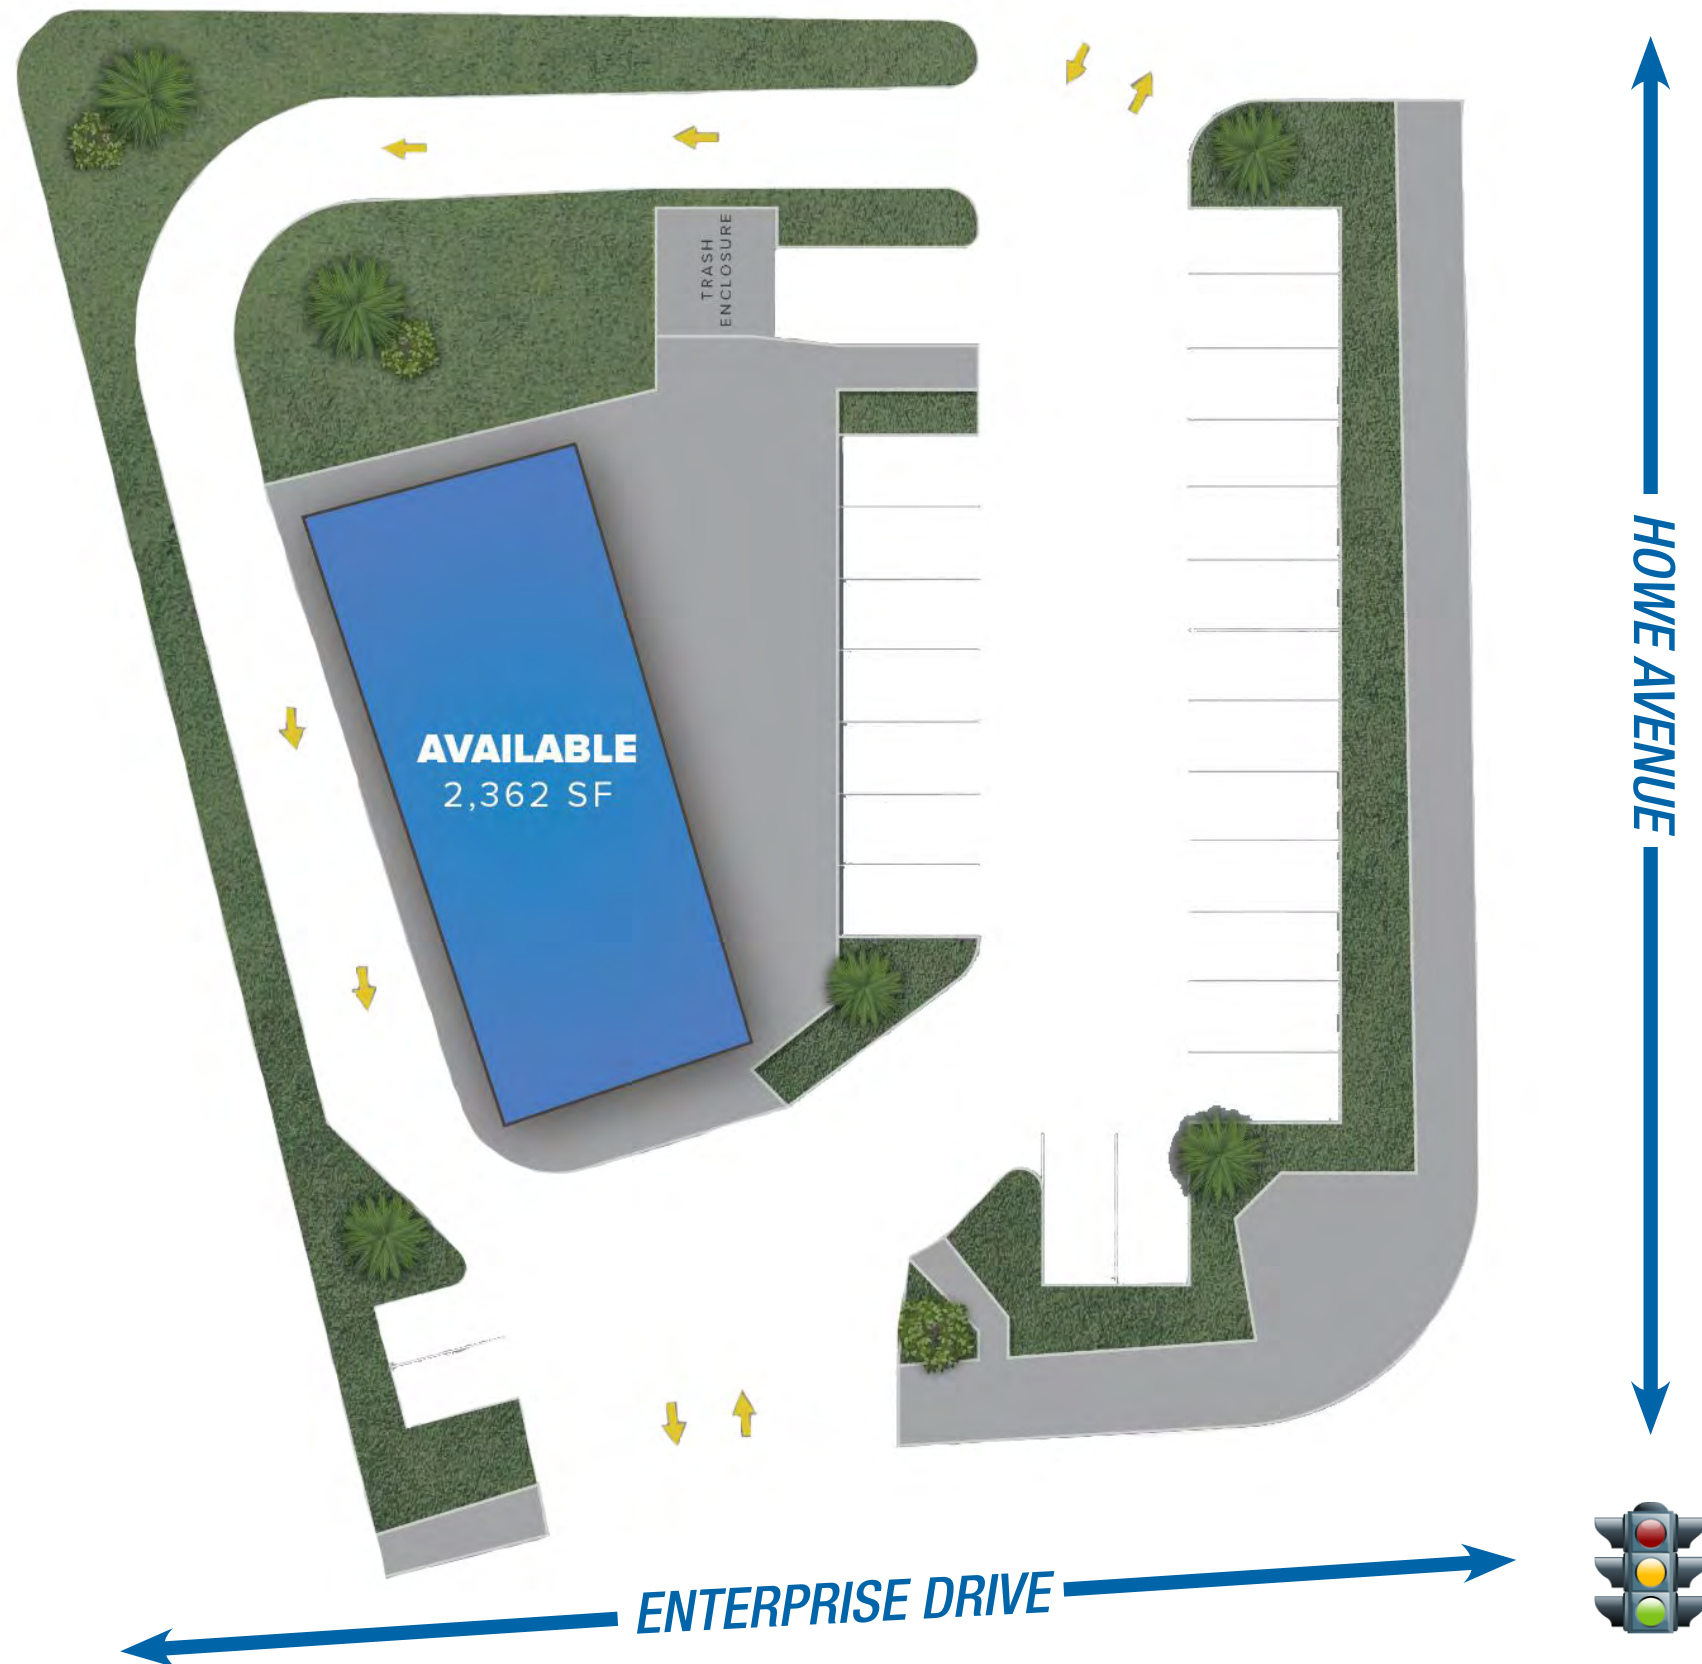 TRASH
ENCLOSURE
AVAILABLE
2,362 SF
HOWE AVENUE
ENTERPRISE DRIVE